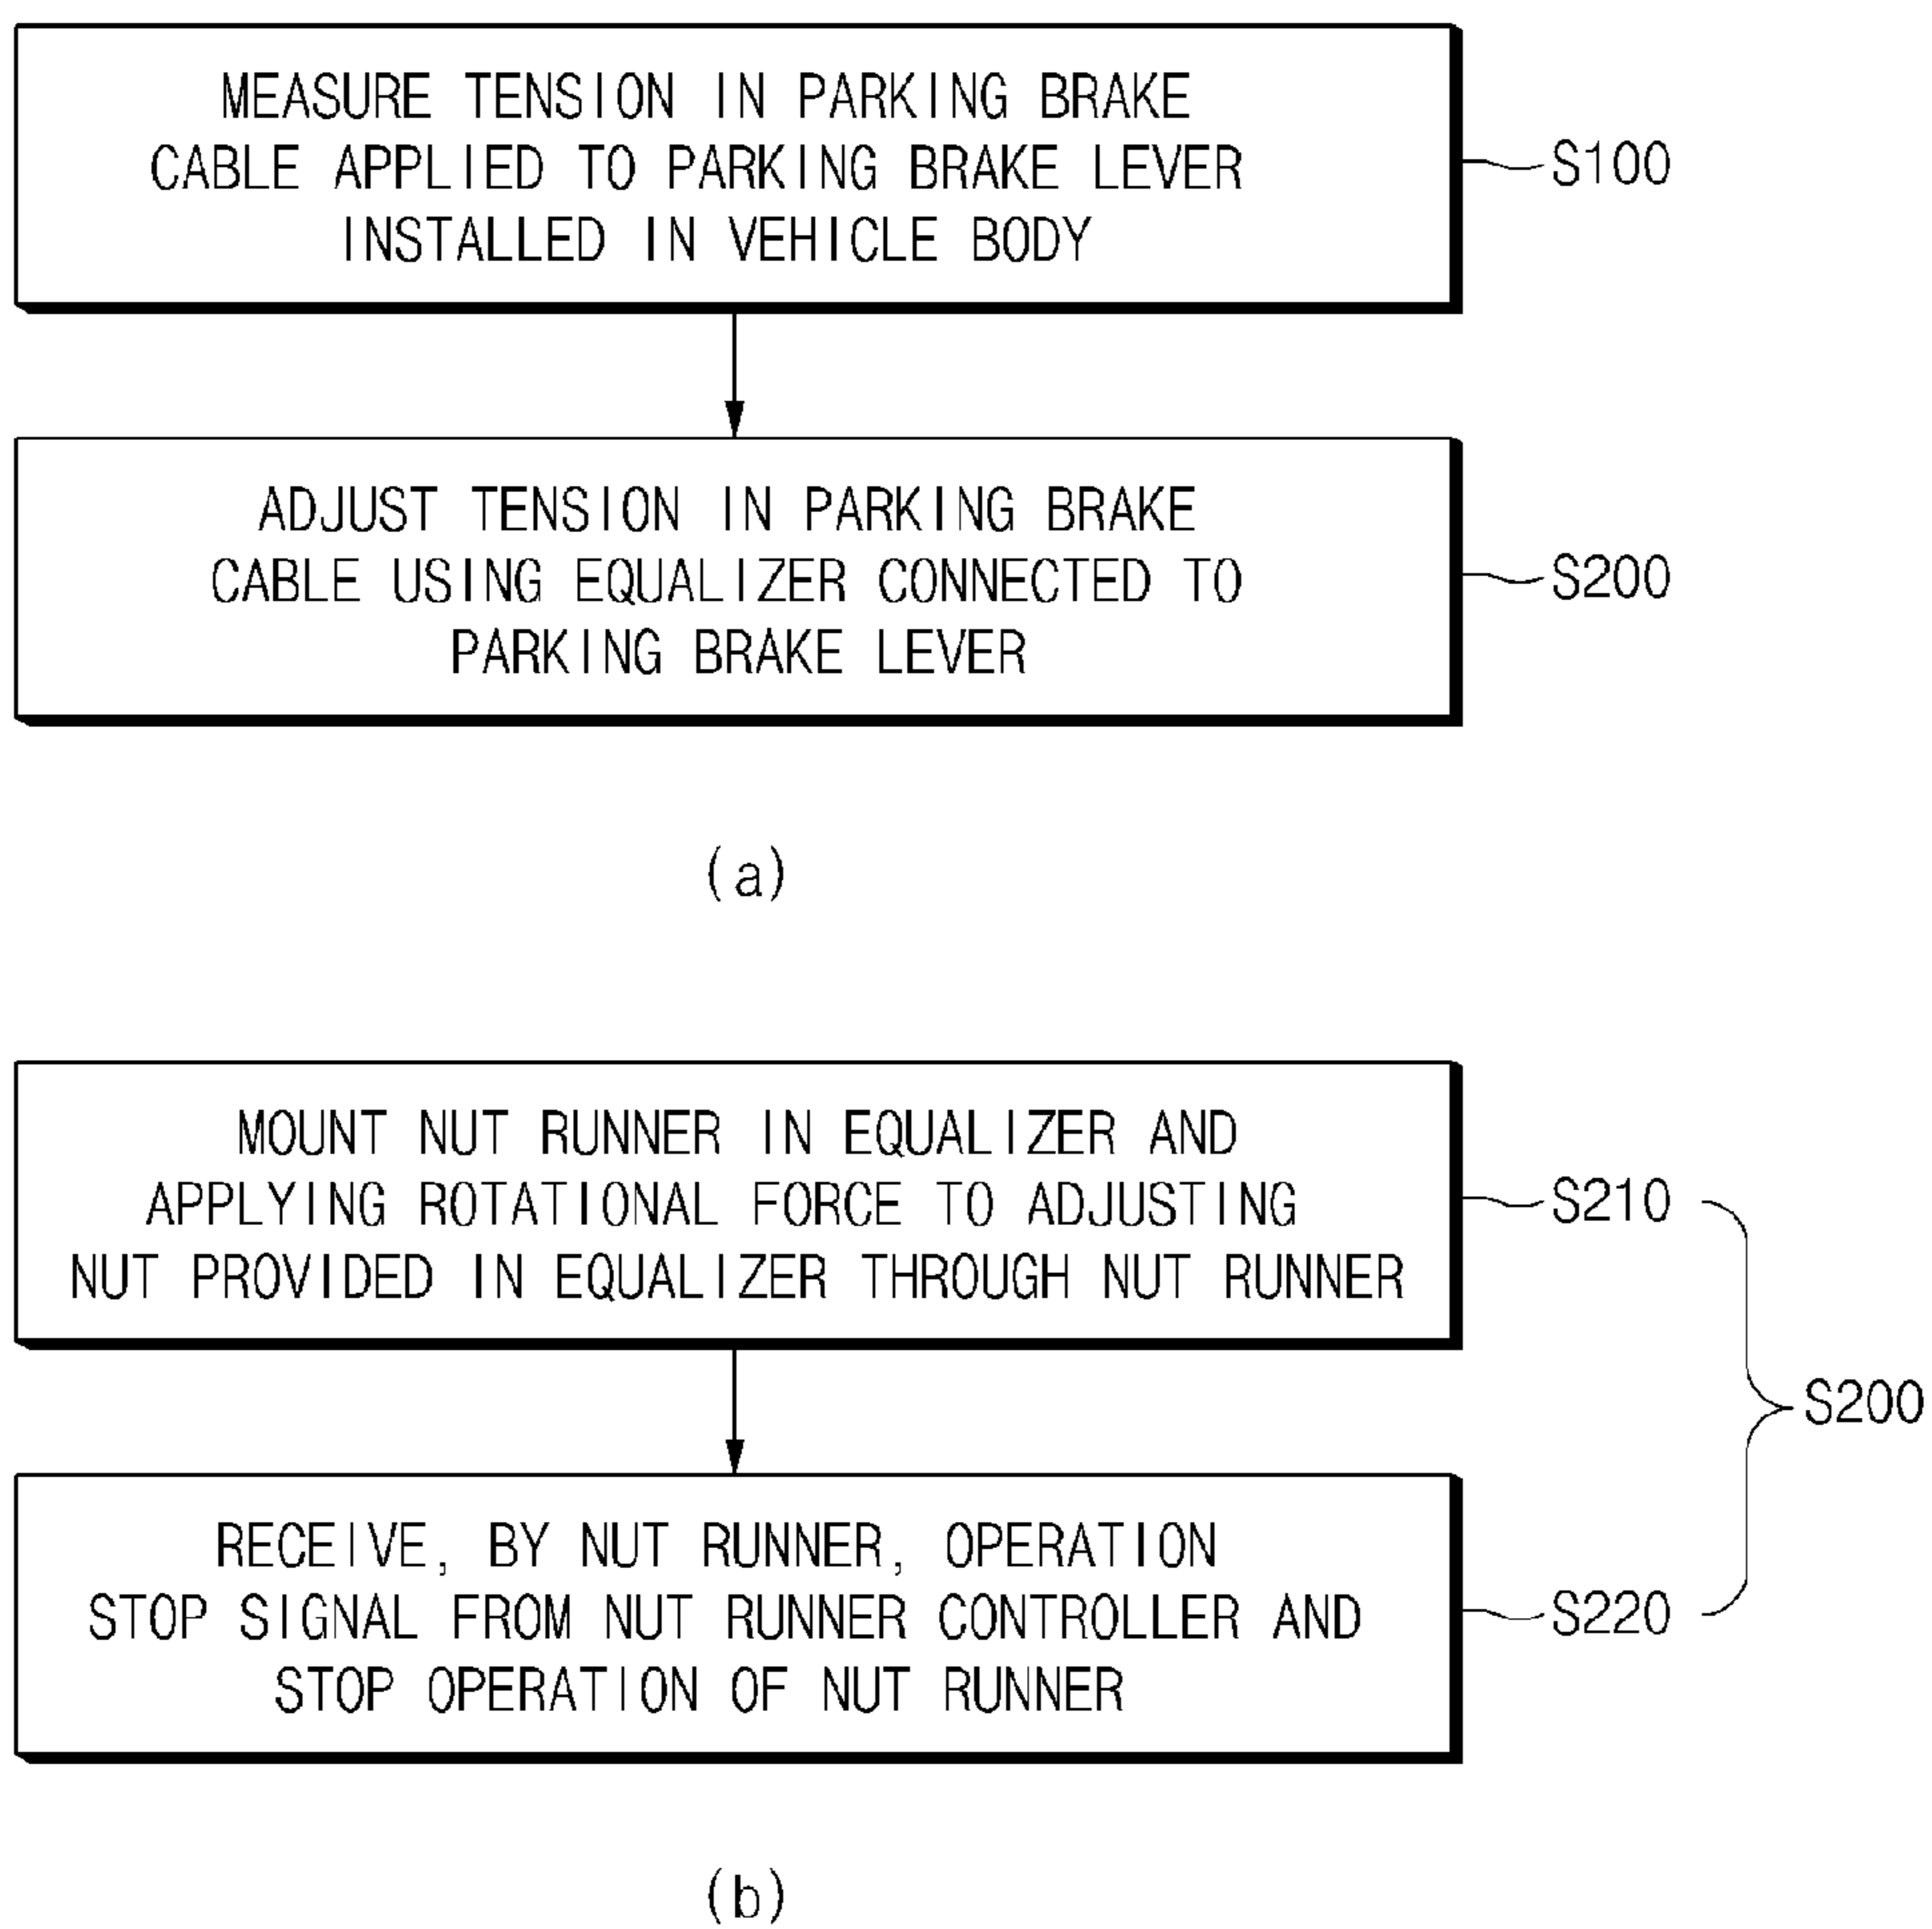 MEASURE TENSION IN PARKING BRAKE
CABLE APPLIED TO PARKING BRAKE LEVER
INSTALLED IN VEHICLE BODY
S100
ADJUST TENSION IN PARKING BRAKE
CABLE USING EQUALIZER CONNECTED TO
PARKING BRAKE LEVER
S200
(a)
MOUNT NUT RUNNER IN EQUALIZER AND
APPLYING ROTATIONAL FORCE TO ADJUSTING
NUT PROVIDED IN EQUALIZER THROUGH NUT RUNNER
S210
S200
RECEIVE, BY NUT RUNNER, OPERATION
STOP SIGNAL FROM NUT RUNNER CONTROLLER AND
STOP OPERATION OF NUT RUNNER
S220
(b)